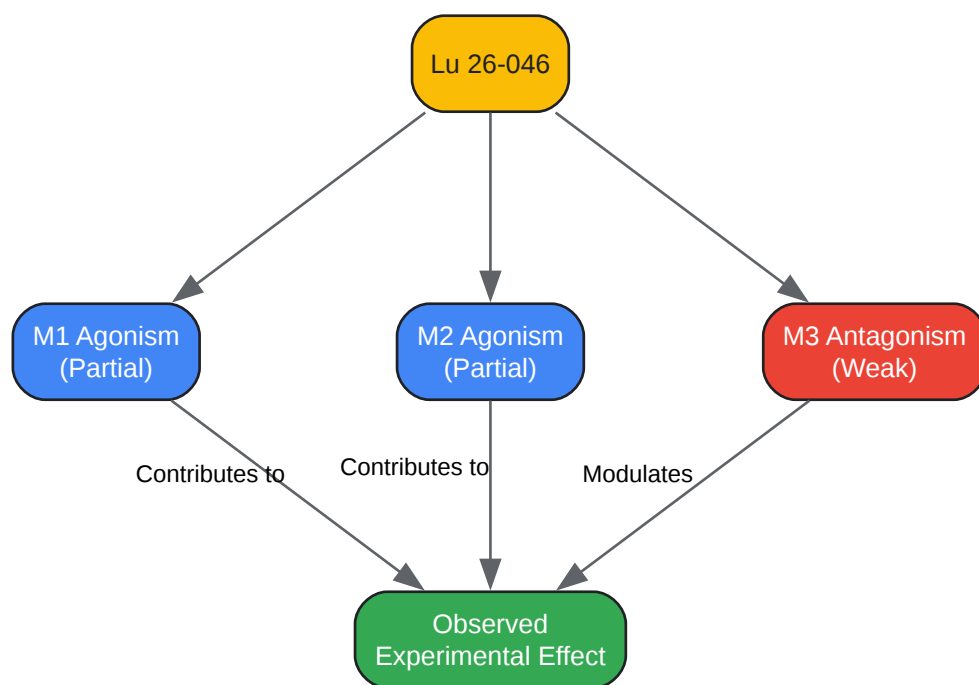 Lu 26-046
M1 Agonism
(Partial)
M2 Agonism
(Partial)
M3 Antagonism
(Weak)
Contributes to
Contributes to
Modulates
Observed
Experimental Effect